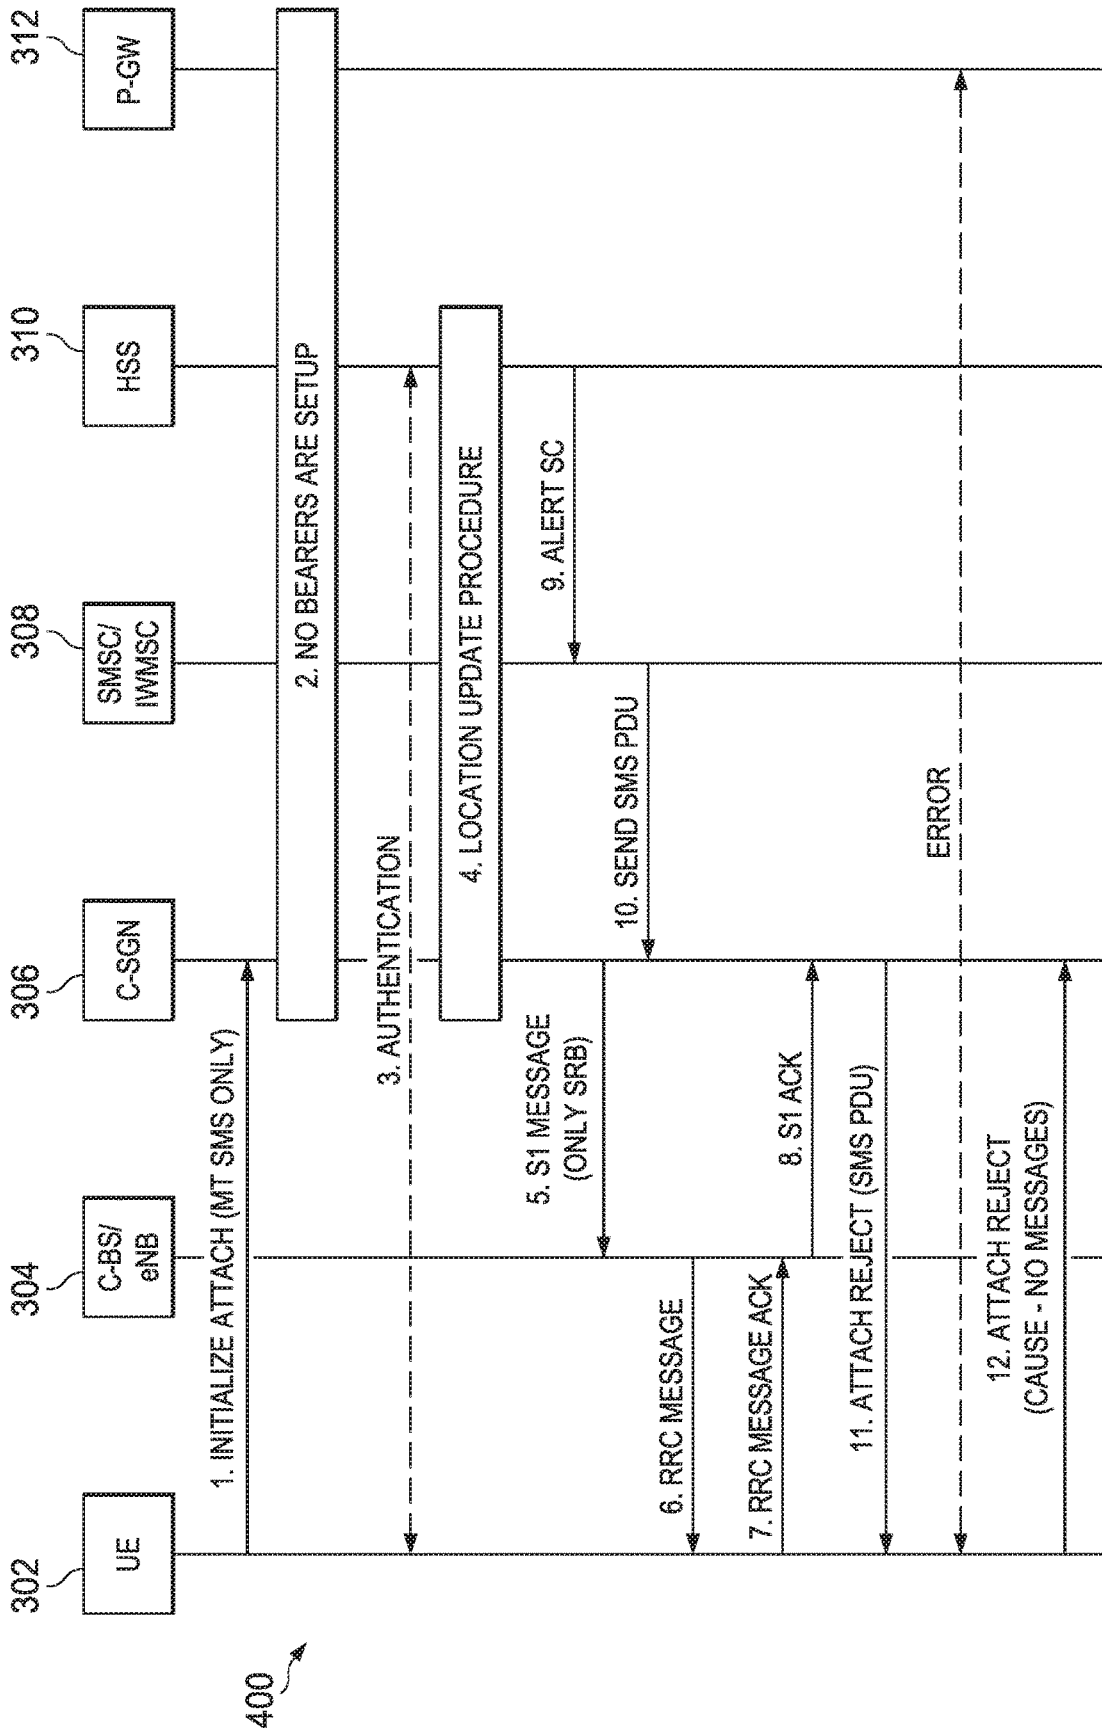 400
302
304
306
308
310
312
UE
C-BS/
eNB
C-SGN
SMSC/
IWMSC
HSS
P-GW
1. INITIALIZE ATTACH (MT SMS ONLY)
2. NO BEARERS ARE SETUP
3. AUTHENTICATION
4. LOCATION UPDATE PROCEDURE
9. ALERT SC
5. S1 MESSAGE
(ONLY SRB)
10. SEND SMS PDU
6. RRC MESSAGE
7. RRC MESSAGE ACK
8. S1 ACK
11. ATTACH REJECT (SMS PDU)
ERROR
12. ATTACH REJECT
(CAUSE - NO MESSAGES)